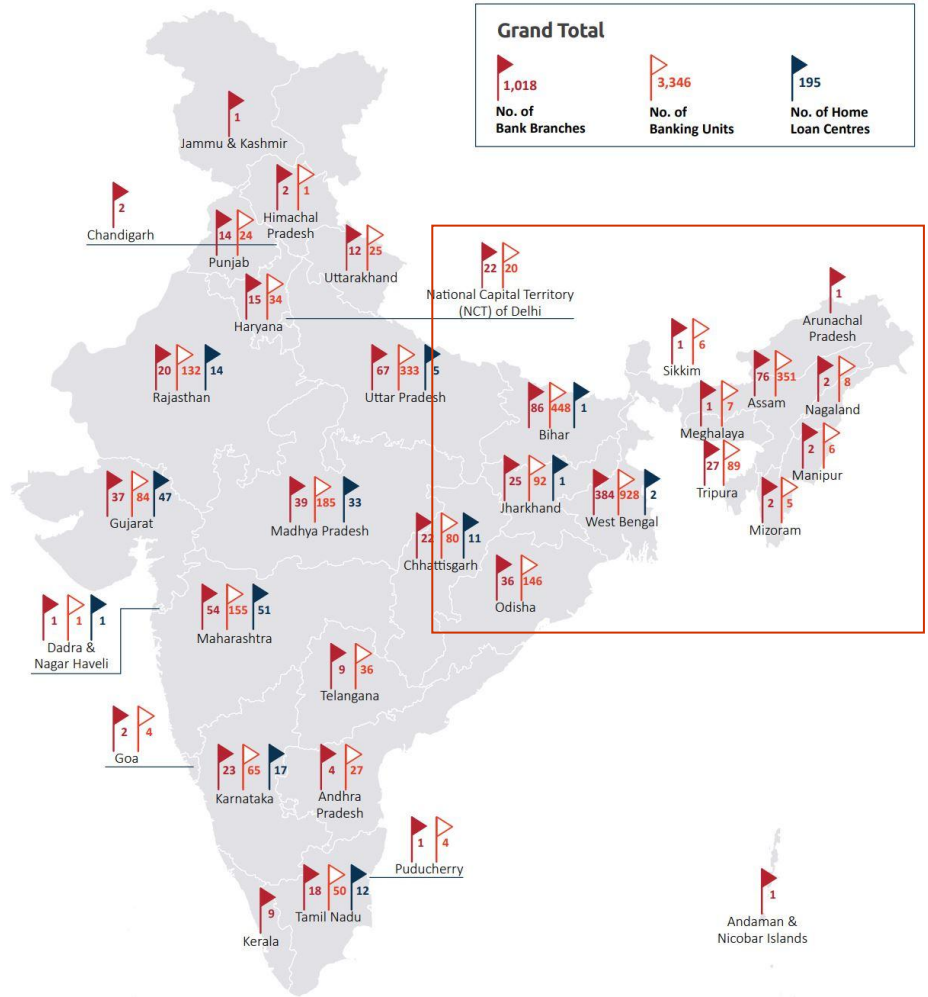 Grand Total
1,018
3,346
195
No. of
Bank Branches
No. of
Banking Units
No. of Home
Loan Centres
1
Jammu & Kashmir
2
Chandigarh
2 1
Himachal
Pradesh
14 24
Punjab
12 25
Uttarakhand
15 34
Haryana
22 20
National Capital Territory
(NCT) of Delhi
1
Arunachal
Pradesh
1 6
Sikkim
20 132 14
Rajasthan
67 333 5
Uttar Pradesh
76 351
Assam
2 8
Nagaland
86 448 1
Bihar
1 7
Meghalaya
2 6
Manipur
27 89
Tripura
37 84 47
Gujarat
39 185 33
Madhya Pradesh
25 92 1
Jharkhand
384 928 2
West Bengal
2 5
Mizoram
22 80 11
Chhattisgarh
36 146
Odisha
1 1 1
Dadra &
Nagar Haveli
54 155 51
Maharashtra
9 36
Telangana
2 4
Goa
23 65 17
Karnataka
4 27
Andhra
Pradesh
1 4
Puducherry
18 50 12
Tamil Nadu
9
Kerala
1
Andaman &
Nicobar Islands